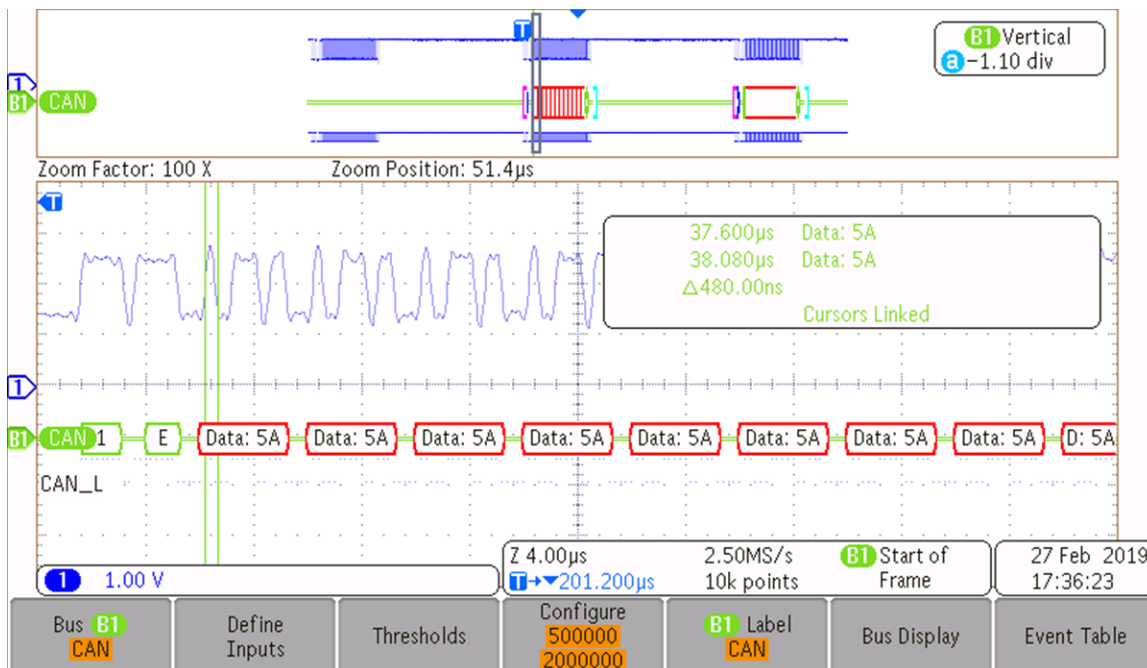 T
B1 Vertical
a -1.10 div
1
B1 CAN
Zoom Factor: 100 X Zoom Position: 51.4µs
T
37.600µs Data: 5A
38.080µs Data: 5A
Δ480.00ns
Cursors Linked
1
B1 CAN 1 E Data: 5A Data: 5A Data: 5A Data: 5A Data: 5A Data: 5A Data: 5A Data: 5A D: 5A
CAN_L
Z 4.00µs 2.50MS/s B1 Start of 27 Feb 2019
1 1.00 V T→▼201.200µs 10k points Frame 17:36:23
Bus B1
CAN
Define
Inputs
Thresholds
Configure
500000
2000000
B1 Label
CAN
Bus Display
Event Table